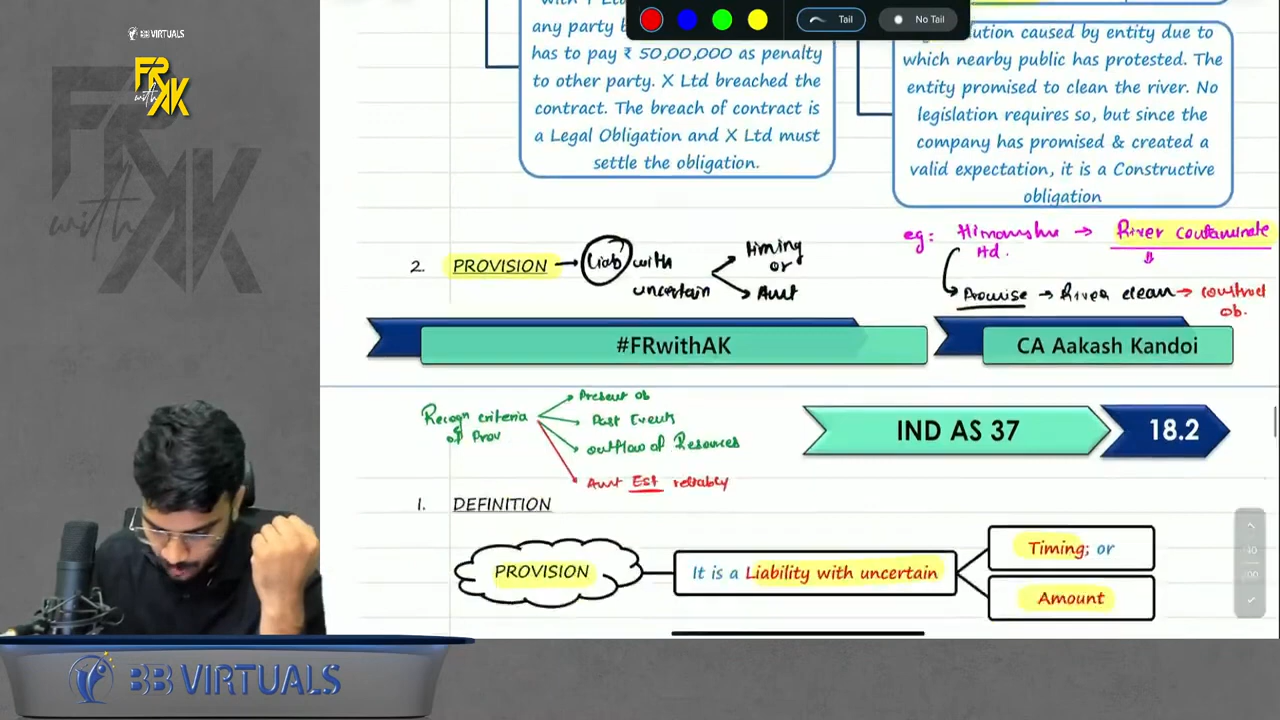 BB VIRTUALS
FR
with
AK
FR
with
AK
Tail
No Tail
any party
has to pay ₹ 50,00,000 as penalty
to other party. X Ltd breached the
contract. The breach of contract is
a Legal Obligation and X Ltd must
settle the obligation.
caused by entity due to
which nearby public has protested. The
entity promised to clean the river. No
legislation requires so, but since the
company has promised & created a
valid expectation, it is a Constructive
obligation
eg: Himanshu → River contaminate
ltd.
Promise → River clean → construct
ob.
2. PROVISION → Liab with
uncertain
timing
or
Amt
#FRwithAK
CA Aakash Kandoi
Recogn criteria
of Prov
Present ob
Past Events
outflow of Resources
Amt Est reliably
IND AS 37
18.2
1. DEFINITION
PROVISION
It is a Liability with uncertain
Timing; or
Amount
BB VIRTUALS